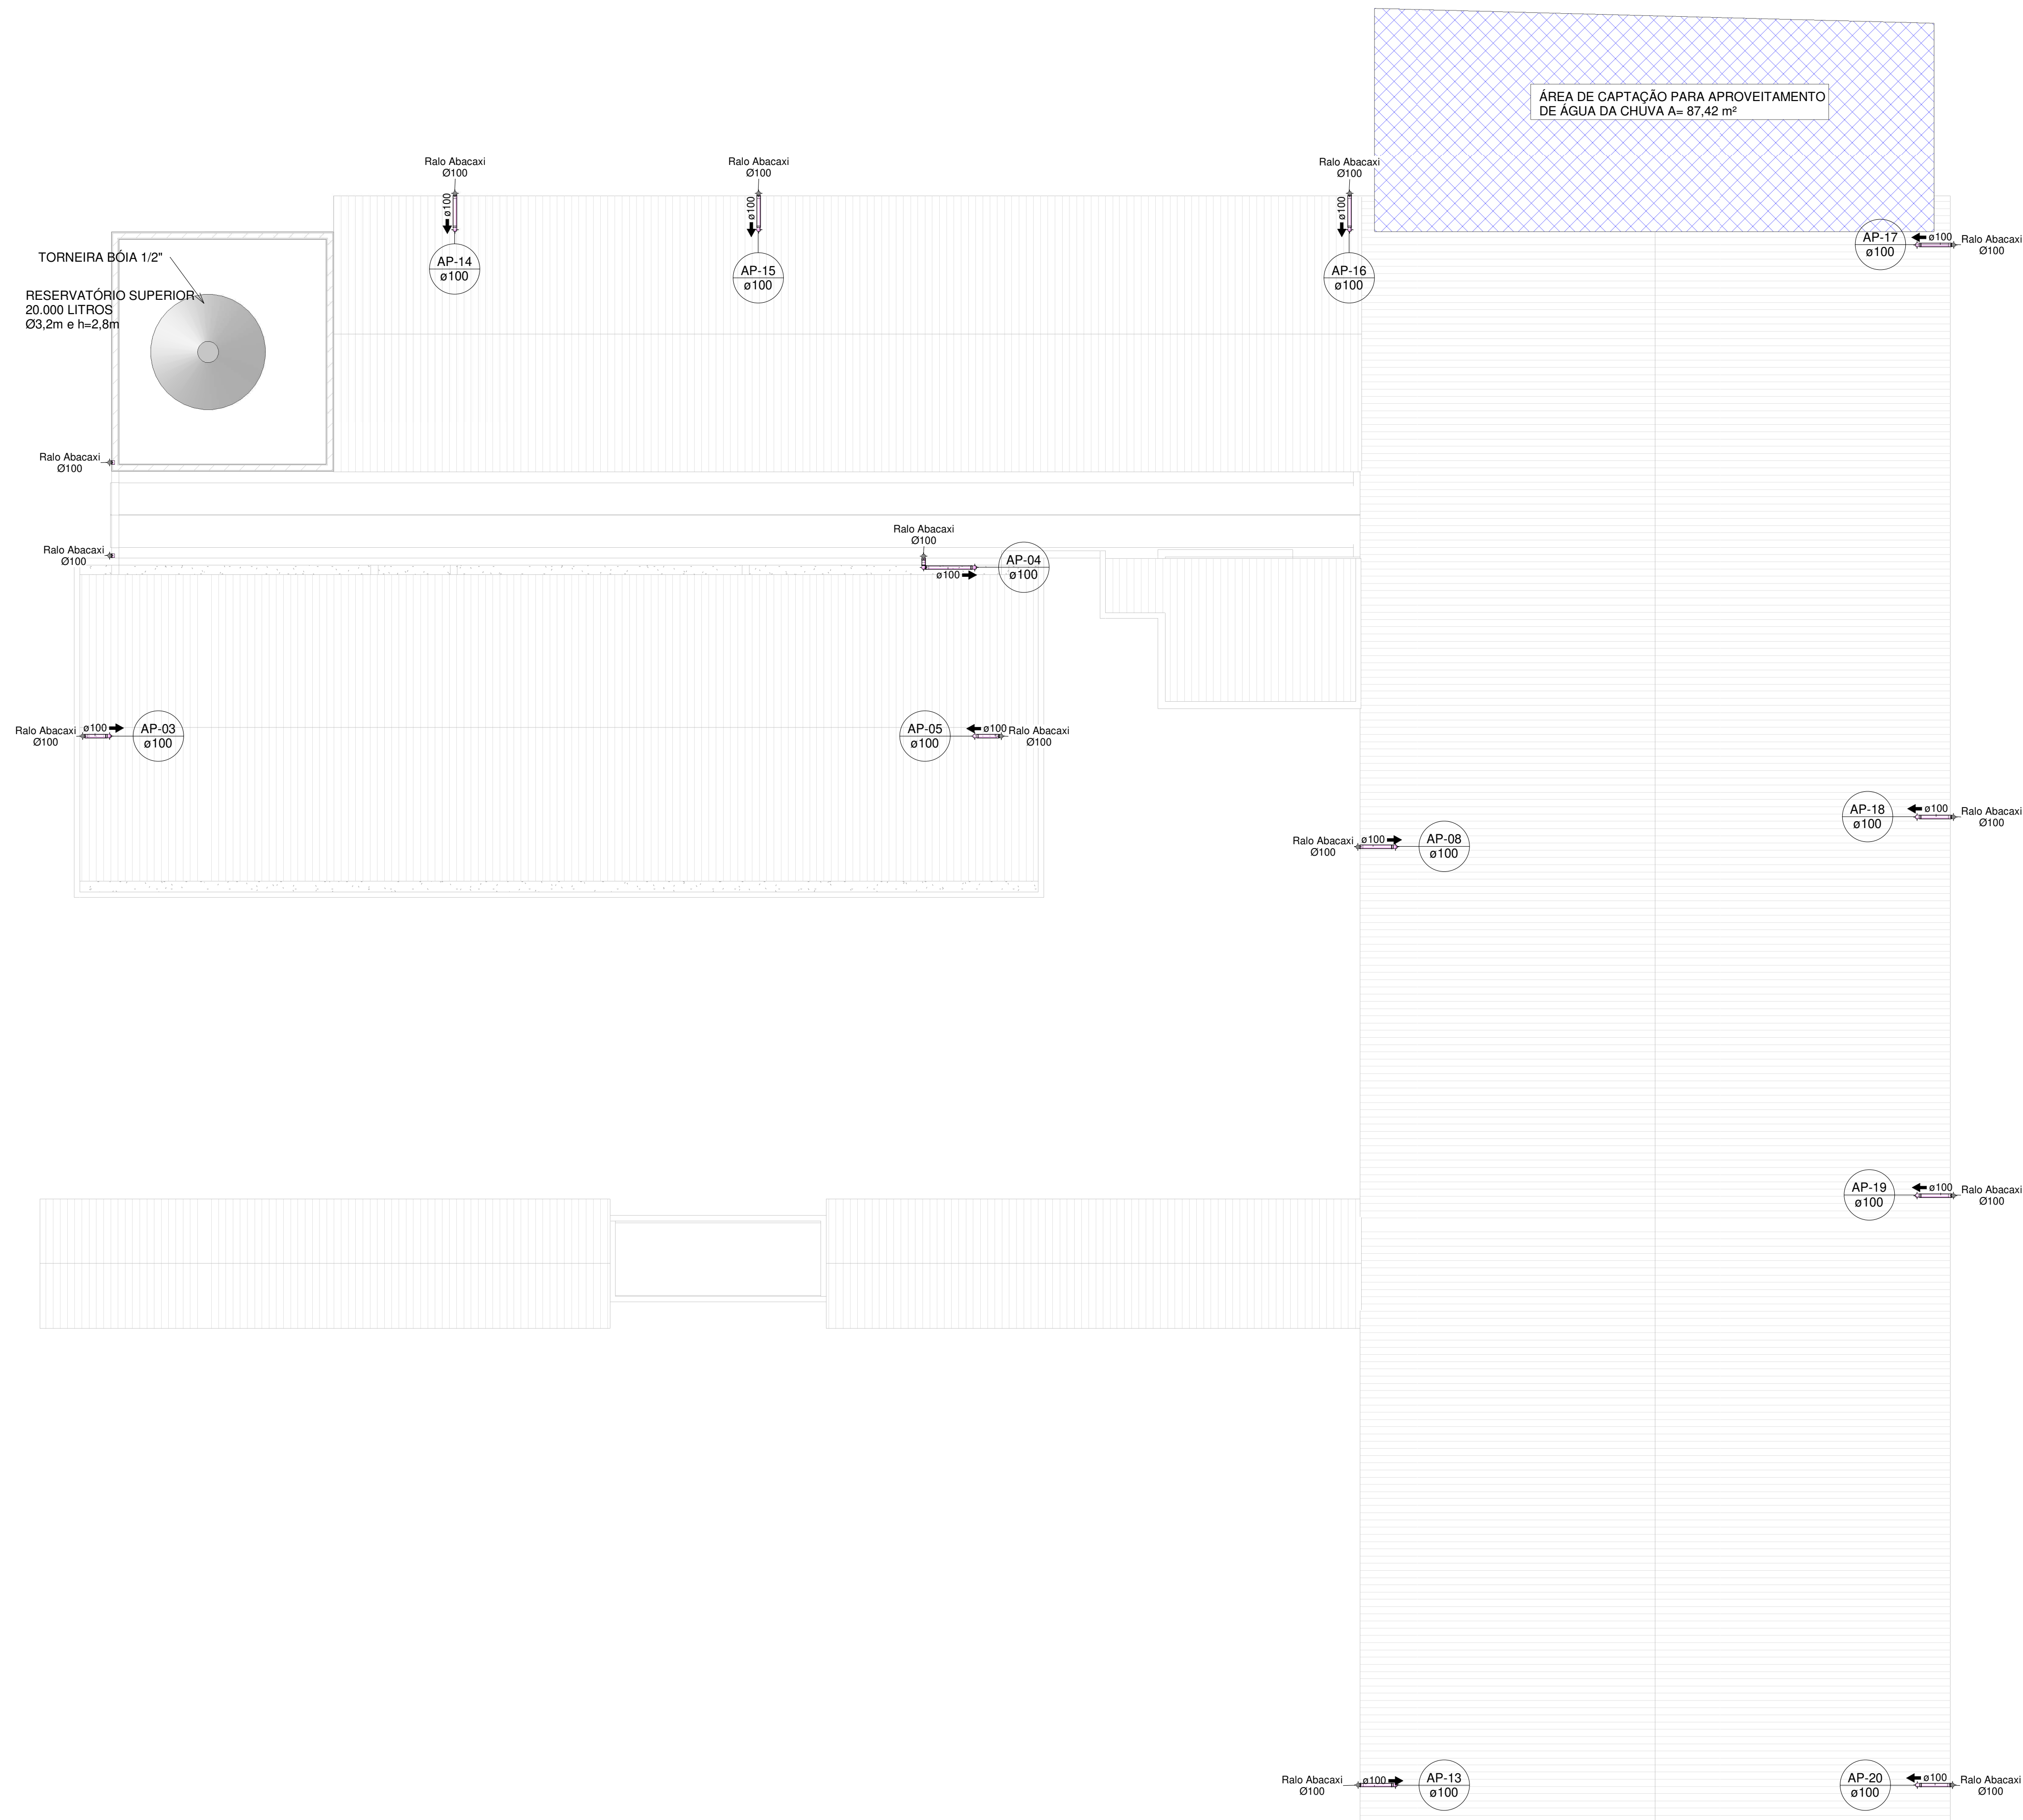 ÁREA DE CAPTAÇÃO PARA APROVEITAMENTO
DE ÁGUA DA CHUVA A= 87,42 m²
Ralo Abacaxi
Ø100
ø100
AP-14
ø100
Ralo Abacaxi
Ø100
ø100
AP-15
ø100
Ralo Abacaxi
Ø100
ø100
AP-16
ø100
AP-17
ø100
ø100
Ralo Abacaxi
Ø100
TORNEIRA BÓIA 1/2"
RESERVATÓRIO SUPERIOR
20.000 LITROS
Ø3,2m e h=2,8m
Ralo Abacaxi
Ø100
Ralo Abacaxi
Ø100
Ralo Abacaxi
Ø100
ø100
AP-04
ø100
Ralo Abacaxi
Ø100
ø100
AP-03
ø100
AP-05
ø100
ø100
Ralo Abacaxi
Ø100
AP-18
ø100
ø100
Ralo Abacaxi
Ø100
Ralo Abacaxi
Ø100
ø100
AP-08
ø100
AP-19
ø100
ø100
Ralo Abacaxi
Ø100
Ralo Abacaxi
Ø100
ø100
AP-13
ø100
AP-20
ø100
ø100
Ralo Abacaxi
Ø100